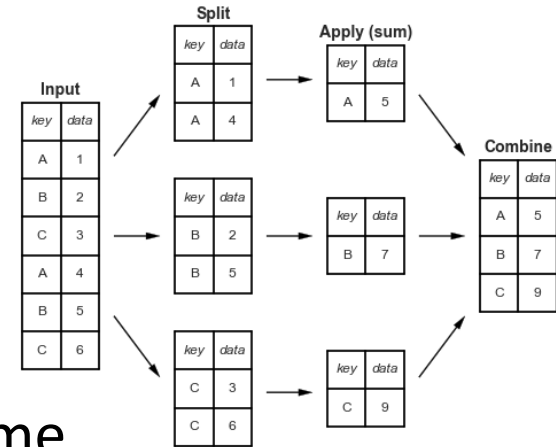 Input
key data
A 1
B 2
C 3
A 4
B 5
C 6
Split
key data
A 1
A 4
key data
B 2
B 5
key data
C 3
C 6
Apply (sum)
key data
A 5
key data
B 7
key data
C 9
Combine
key data
A 5
B 7
C 9